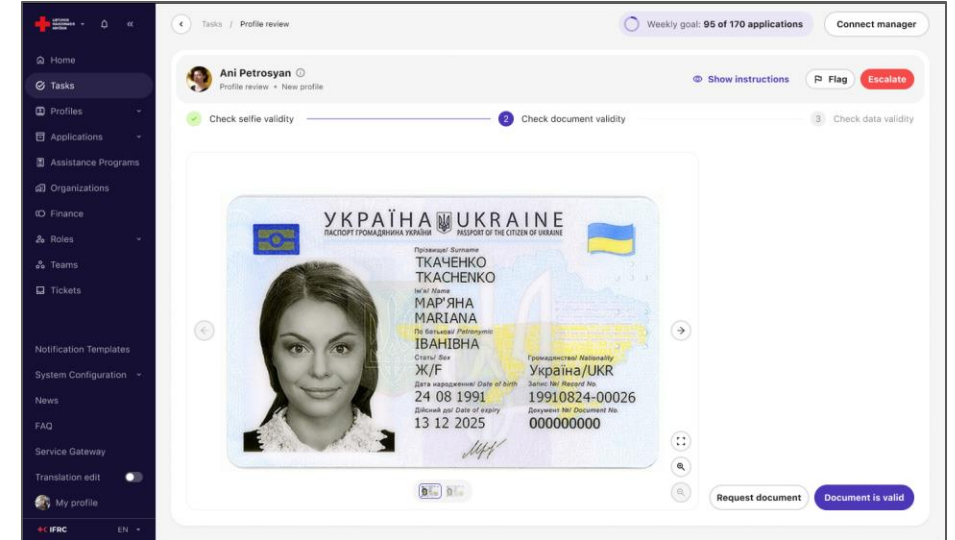 LIETUVOS
RAUDONASIS
KRYŽIUS
Home
Tasks
Profiles
Applications
Assistance Programs
Organizations
Finance
Roles
Teams
Tickets
Notification Templates
System Configuration
News
FAQ
Service Gateway
Translation edit
My profile
IFRC
EN
Tasks / Profile review
Weekly goal: 95 of 170 applications
Connect manager
Ani Petrosyan
Profile review • New profile
Show instructions
Flag
Escalate
Check selfie validity
2 Check document validity
3 Check data validity
УКРАЇНА UKRAINE
ПАСПОРТ ГРОМАДЯНИНА УКРАЇНИ PASSPORT OF THE CITIZEN OF UKRAINE
Прізвище/ Surname
ТКАЧЕНКО
TKACHENKO
Ім'я/ Name
МАР'ЯНА
MARIANA
По батькові/ Patronymic
ІВАНІВНА
Стать/ Sex Громадянство/ Nationality
Ж/F Україна/UKR
Дата народження/ Date of birth Запис №/ Record No.
24 08 1991 19910824-00026
Дійсний до/ Date of expiry Документ №/ Document No.
13 12 2025 000000000
Request document
Document is valid